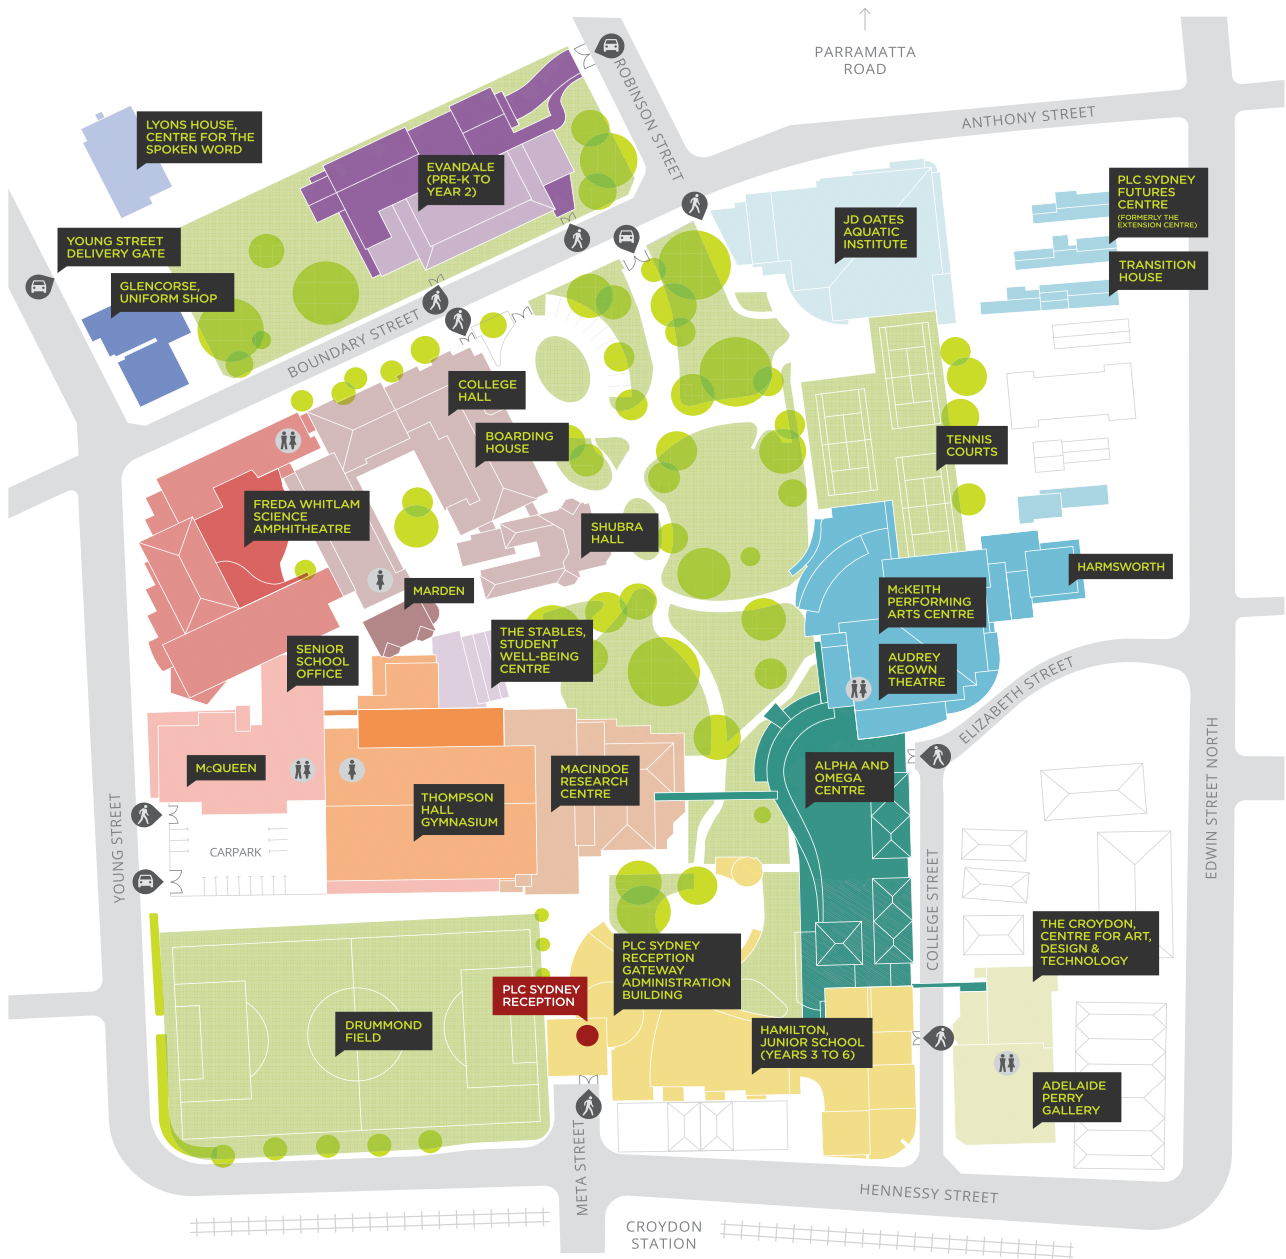 PARRAMATTA
ROAD
ROBINSON STREET
ANTHONY STREET
LYONS HOUSE,
CENTRE FOR THE
SPOKEN WORD
EVANDALE
(PRE-K TO
YEAR 2)
PLC SYDNEY
FUTURES
CENTRE
(FORMERLY THE
EXTENSION CENTRE)
JD OATES
AQUATIC
INSTITUTE
YOUNG STREET
DELIVERY GATE
TRANSITION
HOUSE
GLENCORSE,
UNIFORM SHOP
BOUNDARY STREET
COLLEGE
HALL
BOARDING
HOUSE
TENNIS
COURTS
FREDA WHITLAM
SCIENCE
AMPHITHEATRE
SHUBRA
HALL
HARMSWORTH
MARDEN
McKEITH
PERFORMING
ARTS CENTRE
THE STABLES,
STUDENT
WELL-BEING
CENTRE
SENIOR
SCHOOL
OFFICE
AUDREY
KEOWN
THEATRE
ELIZABETH STREET
McQUEEN
MACINDOE
RESEARCH
CENTRE
ALPHA AND
OMEGA
CENTRE
THOMPSON
HALL
GYMNASIUM
EDWIN STREET NORTH
YOUNG STREET
CARPARK
COLLEGE STREET
THE CROYDON,
CENTRE FOR ART,
DESIGN &
TECHNOLOGY
PLC SYDNEY
RECEPTION
GATEWAY
ADMINISTRATION
BUILDING
PLC SYDNEY
RECEPTION
DRUMMOND
FIELD
HAMILTON,
JUNIOR SCHOOL
(YEARS 3 TO 6)
ADELAIDE
PERRY
GALLERY
META STREET
HENNESSY STREET
CROYDON
STATION